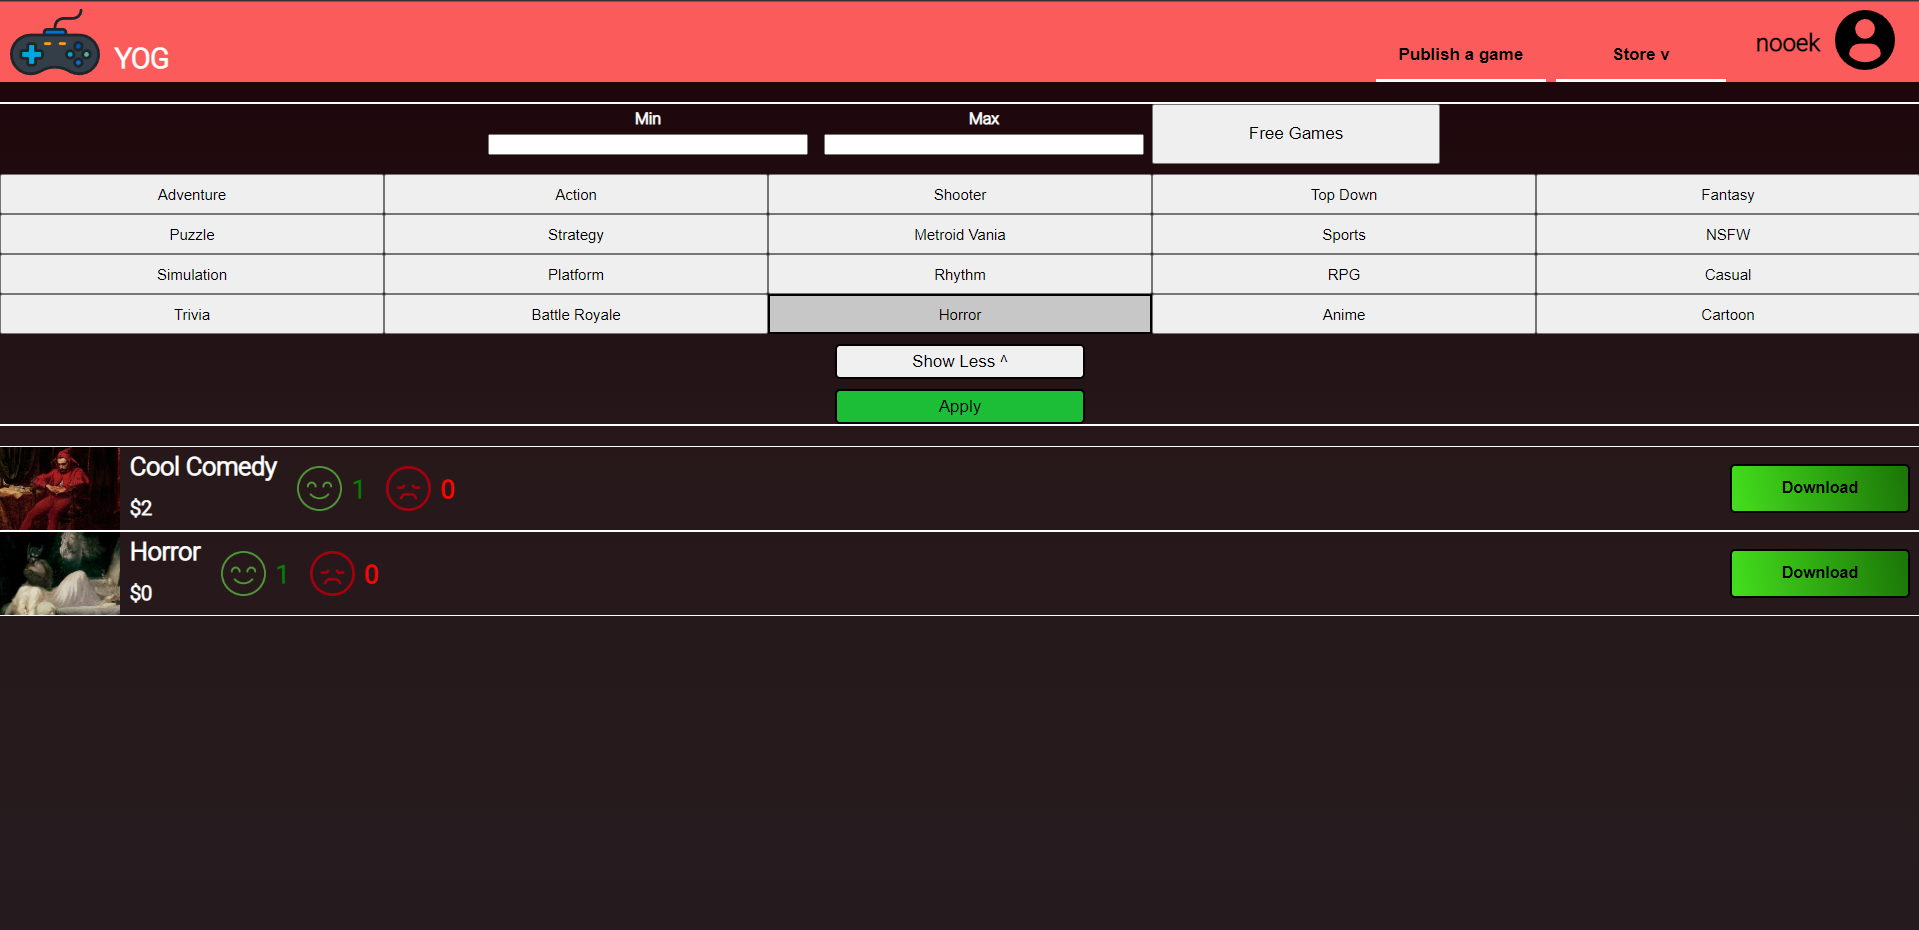 YOG
Publish a game
Store v
nooek
Min
Max
Free Games
Adventure
Action
Shooter
Top Down
Fantasy
Puzzle
Strategy
Metroid Vania
Sports
NSFW
Simulation
Platform
Rhythm
RPG
Casual
Trivia
Battle Royale
Horror
Anime
Cartoon
Show Less ^
Apply
Cool Comedy
1
0
$2
Download
Horror
1
0
$0
Download